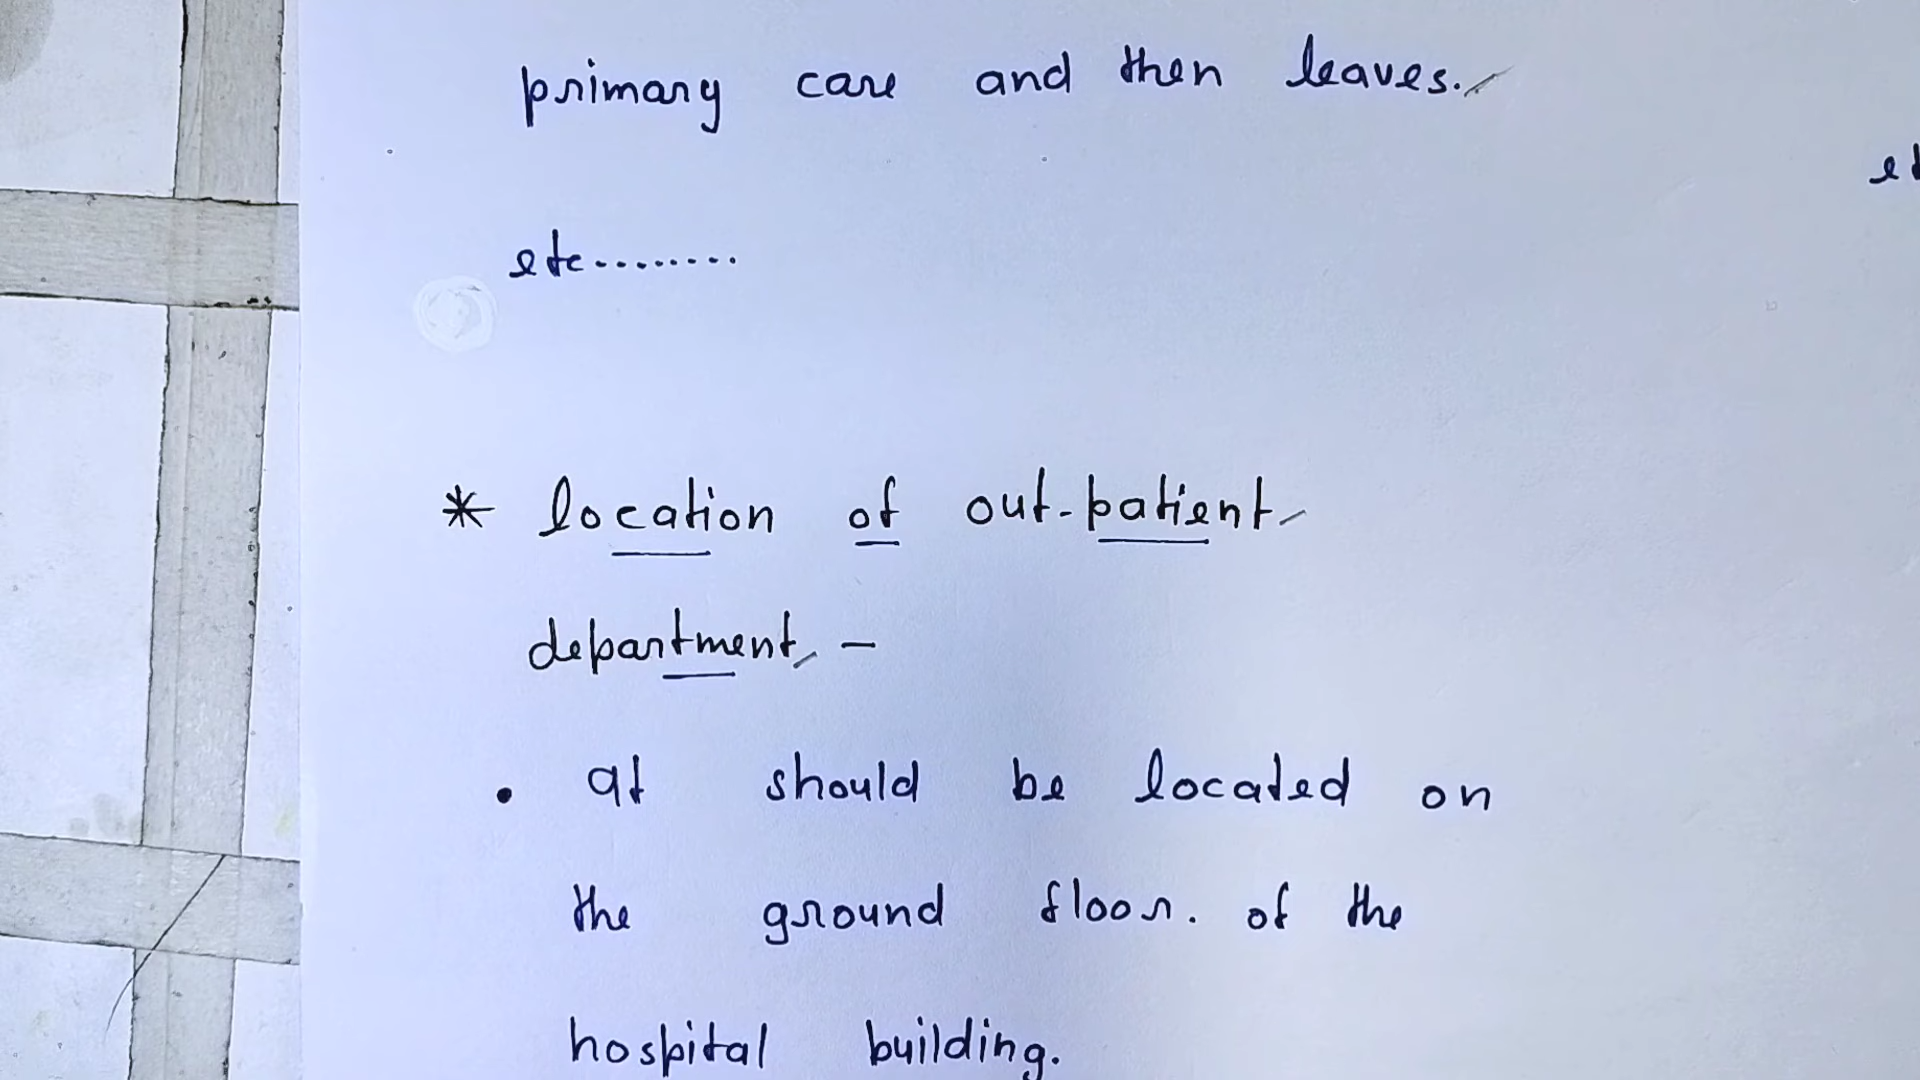 primary care and then leaves.
etc........
* location of out-patient
department -
• It should be located on
the ground floor. of the
hospital building.